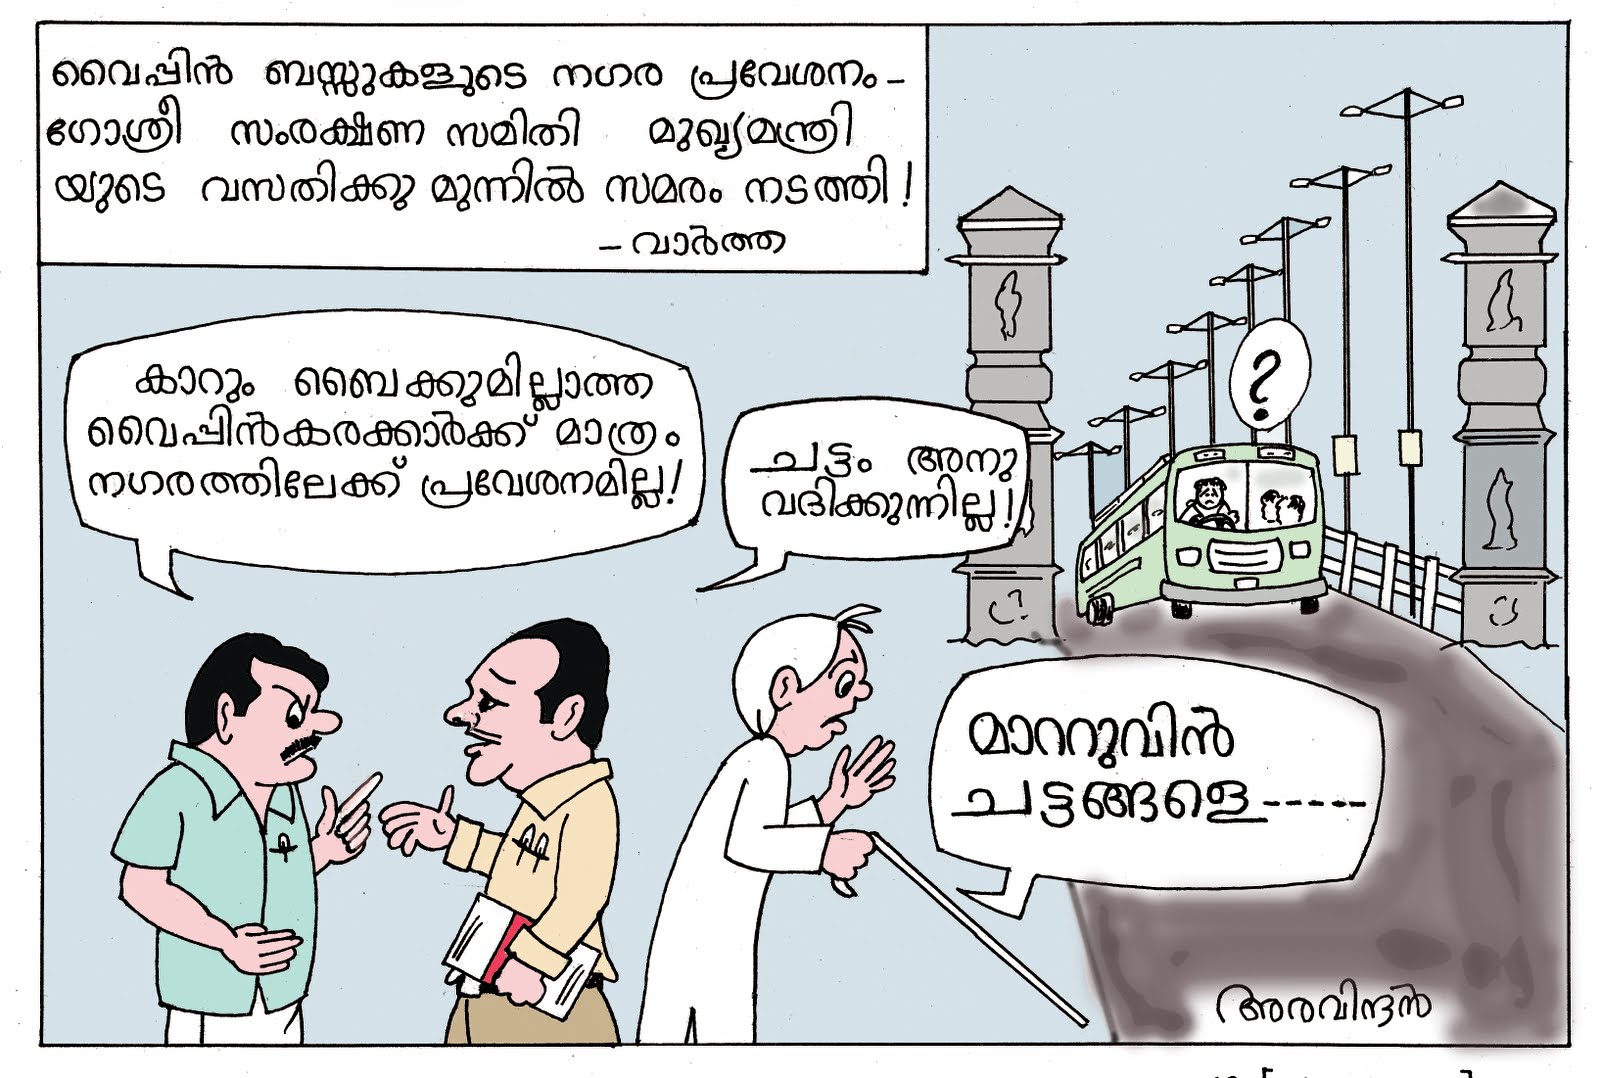 വൈപ്പിൻ ബസ്സുകളുടെ നഗര പ്രവേശനം -
ഗോശ്രീ സംരക്ഷണ സമിതി മുഖ്യമന്ത്രി
യുടെ വസതിക്കു മുന്നിൽ സമരം നടത്തി!
- വാർത്ത
കാറും ബൈക്കുമില്ലാത്ത
വൈപ്പിൻകരക്കാർക്ക് മാത്രം
നഗരത്തിലേക്ക് പ്രവേശനമില്ല!
ചട്ടം അനു
വദിക്കുന്നില്ല!
?
മാററുവിൻ
ചട്ടങ്ങളെ-----
അരവിന്ദൻ